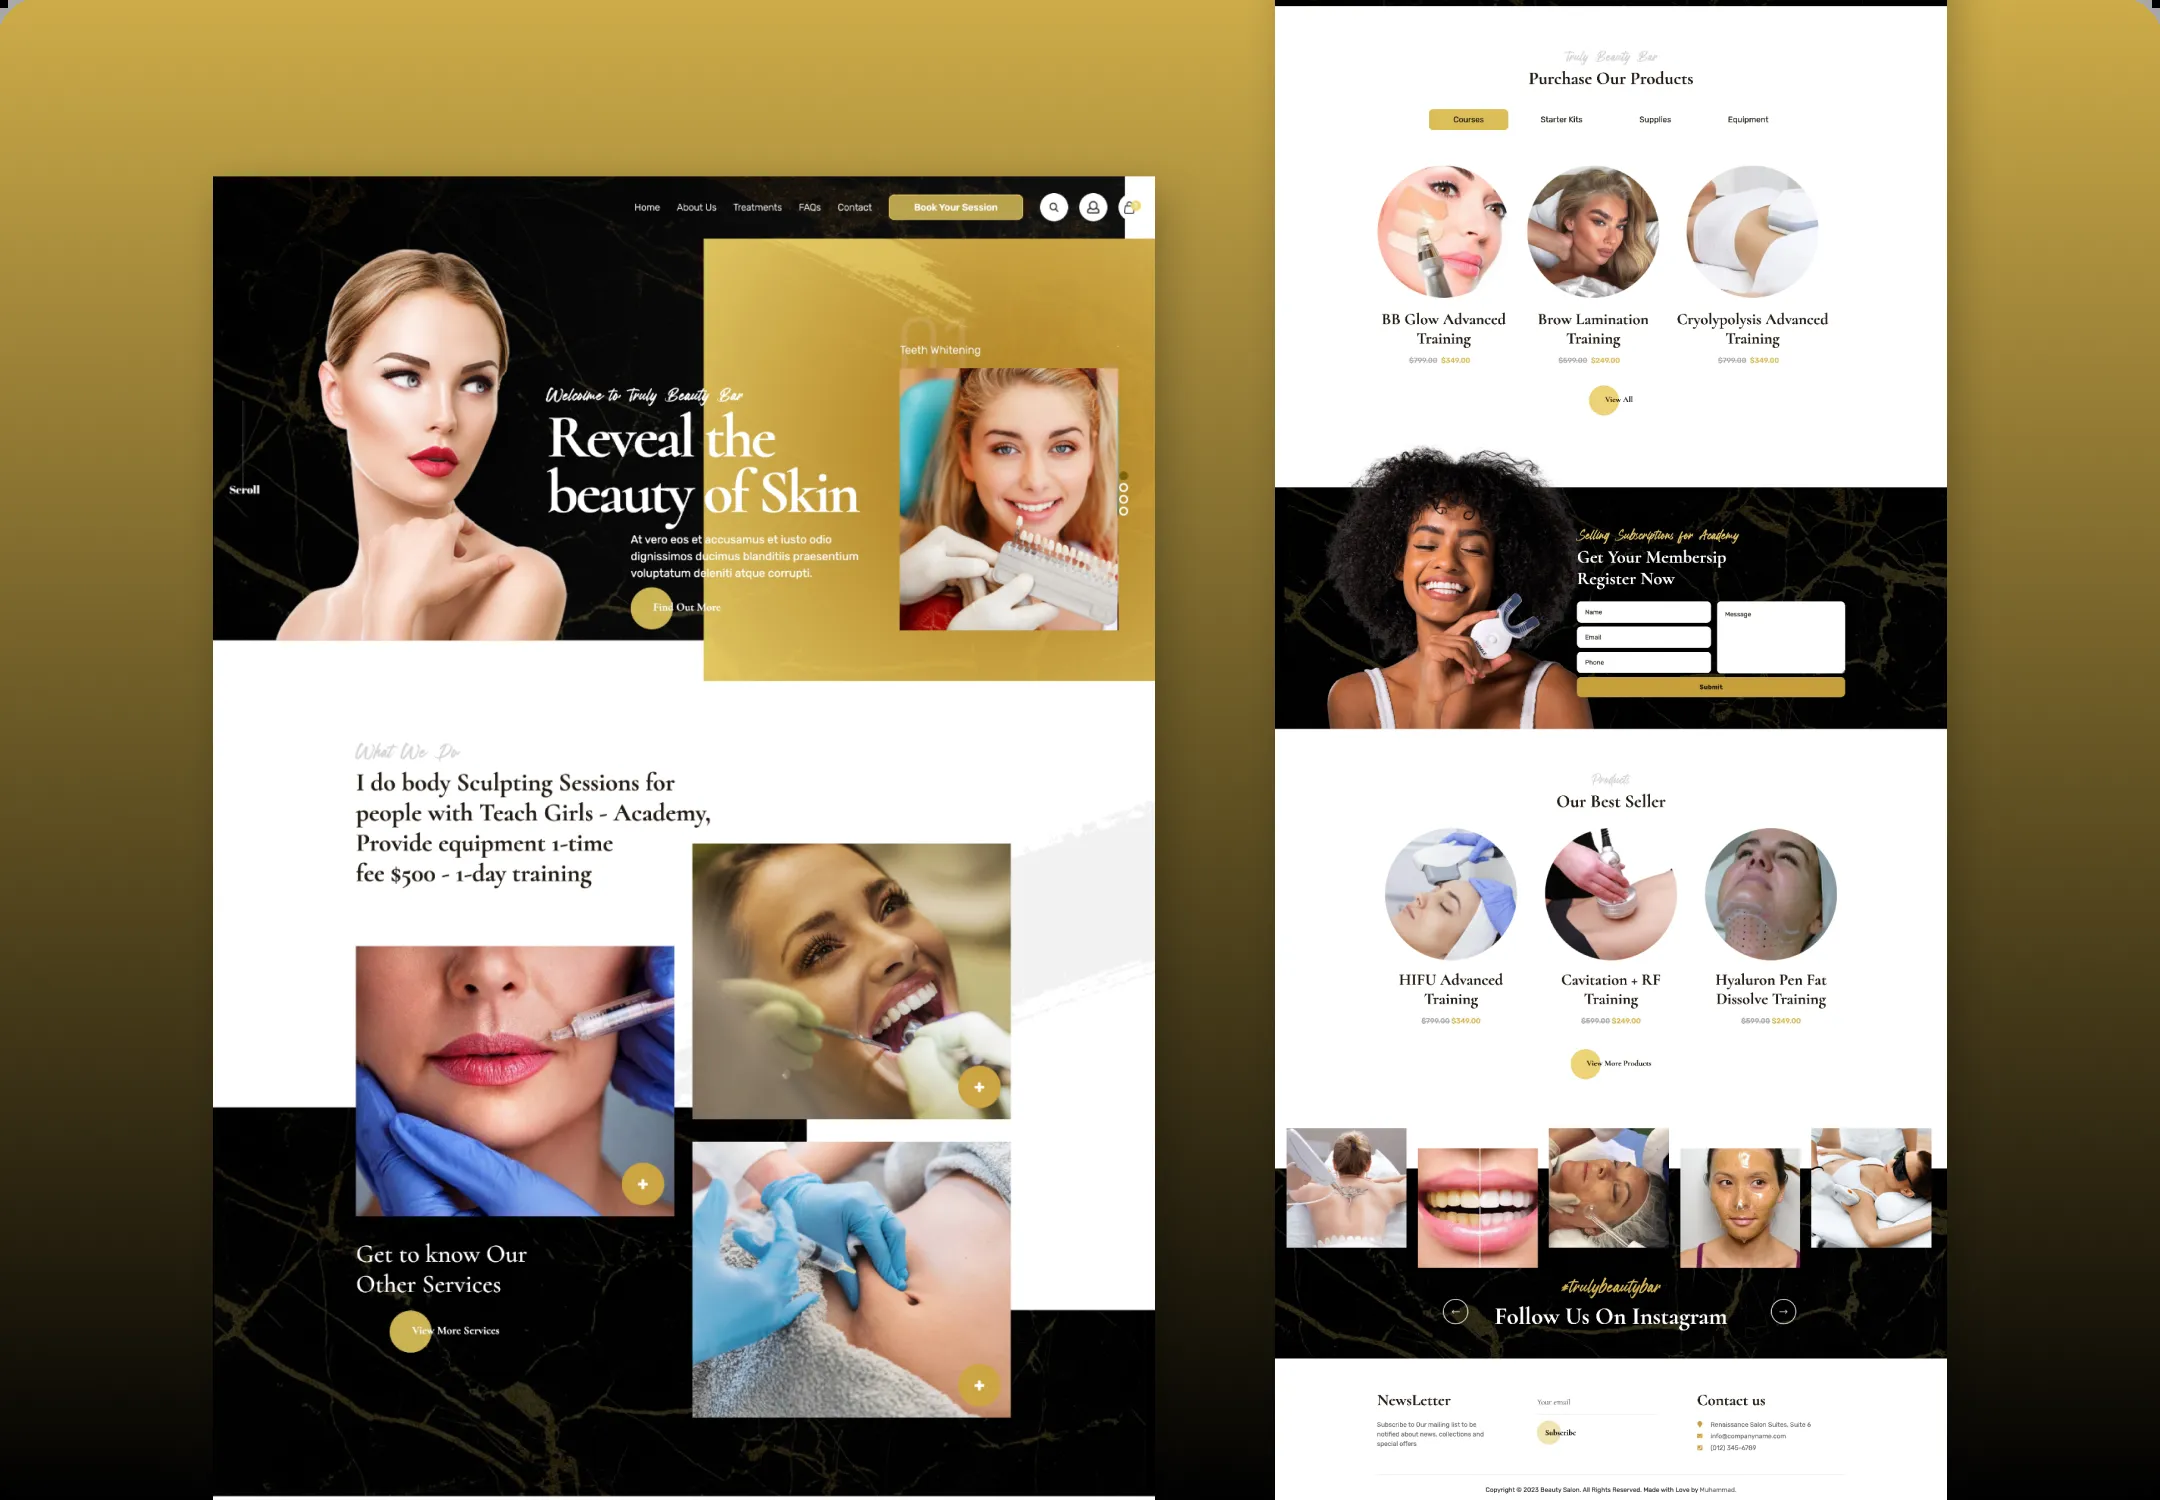 Home About Us Treatments FAQs Contact Book Your Session
01
Teeth Whitening
Welcolme to Truly Beauty Bar
Reveal the
beauty of Skin
At vero eos et accusamus et iusto odio
dignissimos ducimus blanditiis praesentium
voluptatum deleniti atque corrupti.
Find Out More
Scroll
What We Do
I do body Sculpting Sessions for
people with Teach Girls - Academy,
Provide equipment 1-time
fee $500 - 1-day training
Get to know Our
Other Services
View More Services
Truly Beauty Bar
Purchase Our Products
Courses Starter Kits Supplies Equipment
BB Glow Advanced
Training
$799.00 $349.00
Brow Lamination
Training
$599.00 $249.00
Cryolypolysis Advanced
Training
$799.00 $349.00
View All
Selling Subscriptions for Academy
Get Your Membersip
Register Now
Name
Email
Phone
Message
Submit
Products
Our Best Seller
HIFU Advanced
Training
$799.00 $349.00
Cavitation + RF
Training
$599.00 $249.00
Hyaluron Pen Fat
Dissolve Training
$599.00 $249.00
View More Products
#trulybeautybar
Follow Us On Instagram
NewsLetter
Subscribe to Our mailing list to be
notified about news, collections and
special offers
Your email
Subscribe
Contact us
Renaissance Salon Suites, Suite 6
info@companyname.com
(012) 345-6789
Copyright © 2023 Beauty Salon. All Rights Reserved. Made with Love by Muhammad.